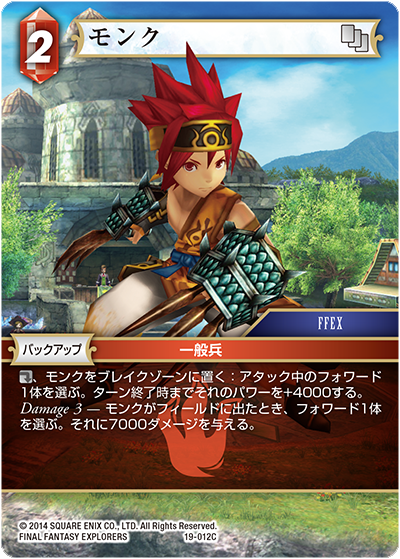 2
モンク
FFEX
バックアップ
一般兵
、モンクをブレイクゾーンに置く：アタック中のフォワード
1体を選ぶ。ターン終了時までそれのパワーを+4000する。
Damage 3 ― モンクがフィールドに出たとき、フォワード1体
を選ぶ。それに7000ダメージを与える。
© 2014 SQUARE ENIX CO., LTD. All Rights Reserved.
FINAL FANTASY EXPLORERS
19-012C